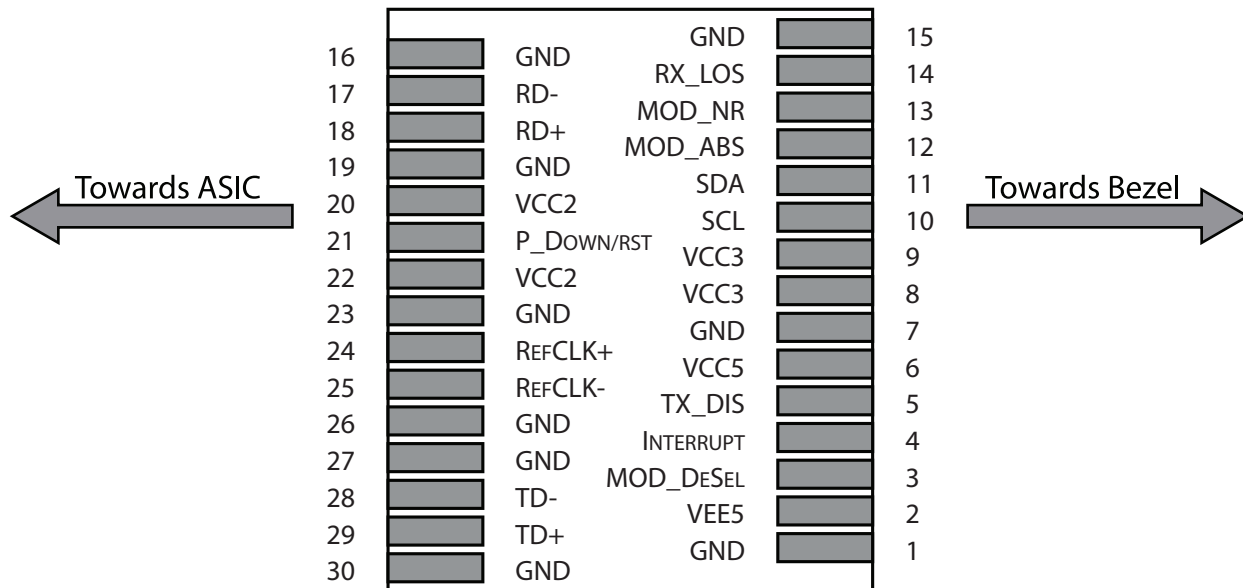 GND 15
16 GND
RX_LOS 14
17 RD-
MOD_NR 13
18 RD+
MOD_ABS 12
19 GND
SDA 11
Towards ASIC
Towards Bezel
20 VCC2
SCL 10
21 P_DOWN/RST
VCC3 9
22 VCC2
VCC3 8
23 GND
GND 7
24 REFCLK+
VCC5 6
25 REFCLK-
TX_DIS 5
26 GND
INTERRUPT 4
27 GND
MOD_DESEL 3
28 TD-
VEE5 2
29 TD+
GND 1
30 GND